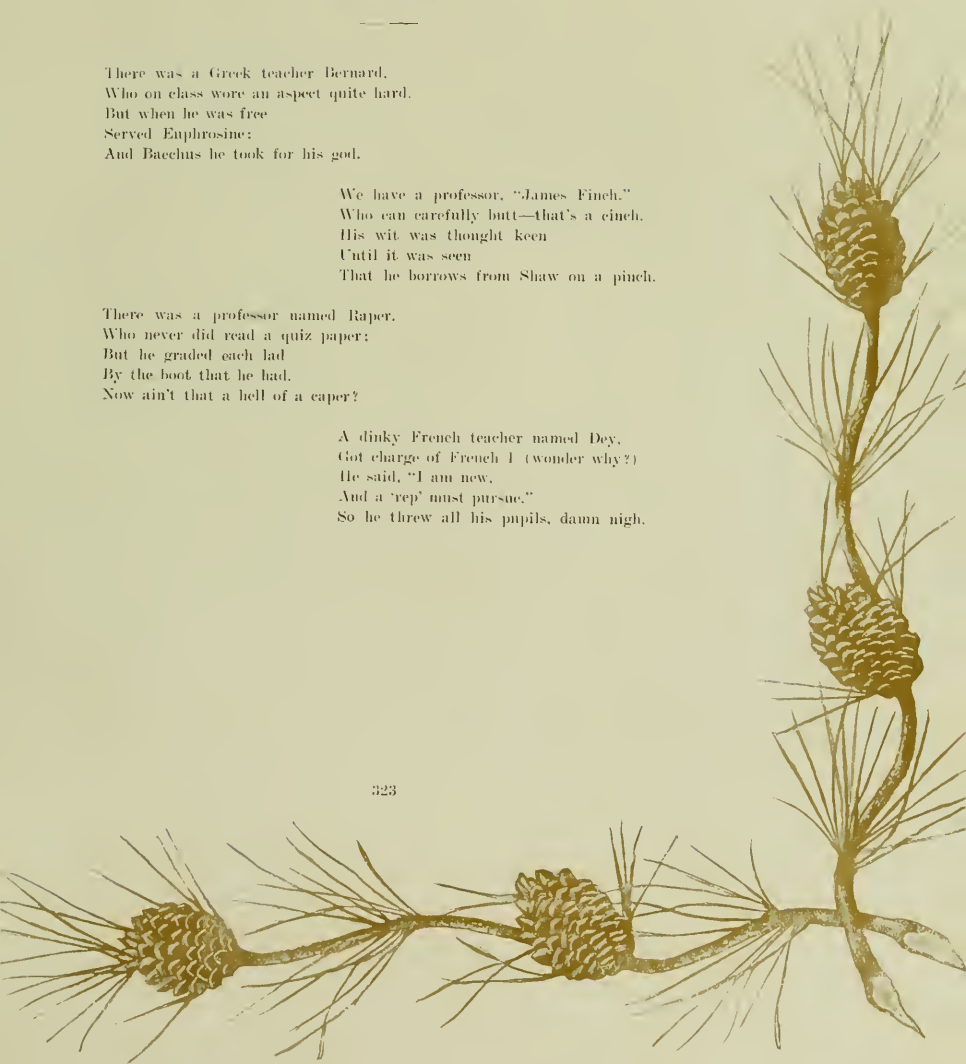 There was a Greek teacher Bernard,
Who on class wore an aspect quite hard.
But when he was free
Served Euphrosine:
And Bacchus he took for his god.
We have a professor, "James Finch."
Who can carefully butt—that's a cinch.
His wit was thought keen
Until it was seen
That he borrows from Shaw on a pinch.
There was a professor named Raper.
Who never did read a quiz paper:
But he graded each lad
By the boot that he had.
Now ain't that a hell of a caper?
A dinky French teacher named Dey,
Got charge of French 1 (wonder why?)
He said, "I am new,
And a 'rep' must pursue."
So he threw all his pupils, damn nigh.
323